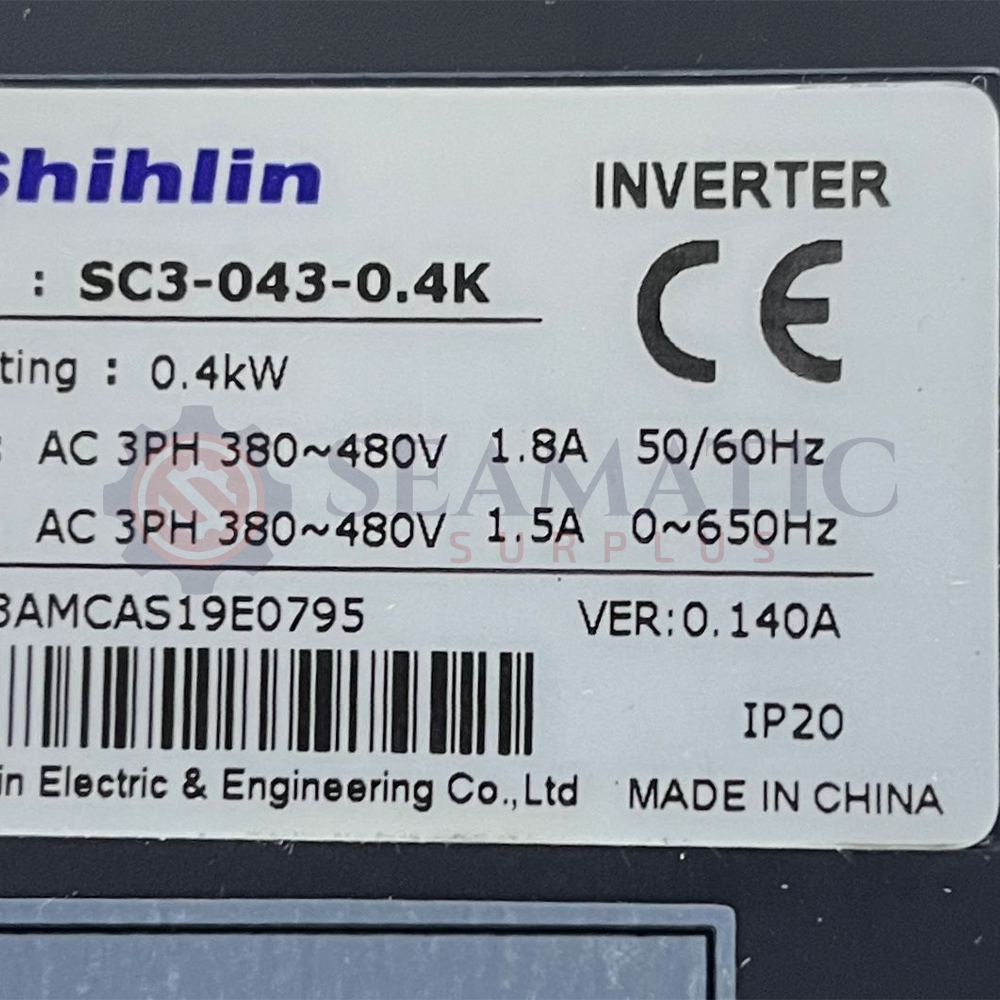 Shihlin
INVERTER
: SC3-043-0.4K
CE
ting : 0.4kW
: AC 3PH 380~480V 1.8A 50/60Hz
AC 3PH 380~480V 1.5A 0~650Hz
SEAMATIC
SURPLUS
3AMCAS19E0795
VER:0.140A
IP20
in Electric & Engineering Co.,Ltd
MADE IN CHINA